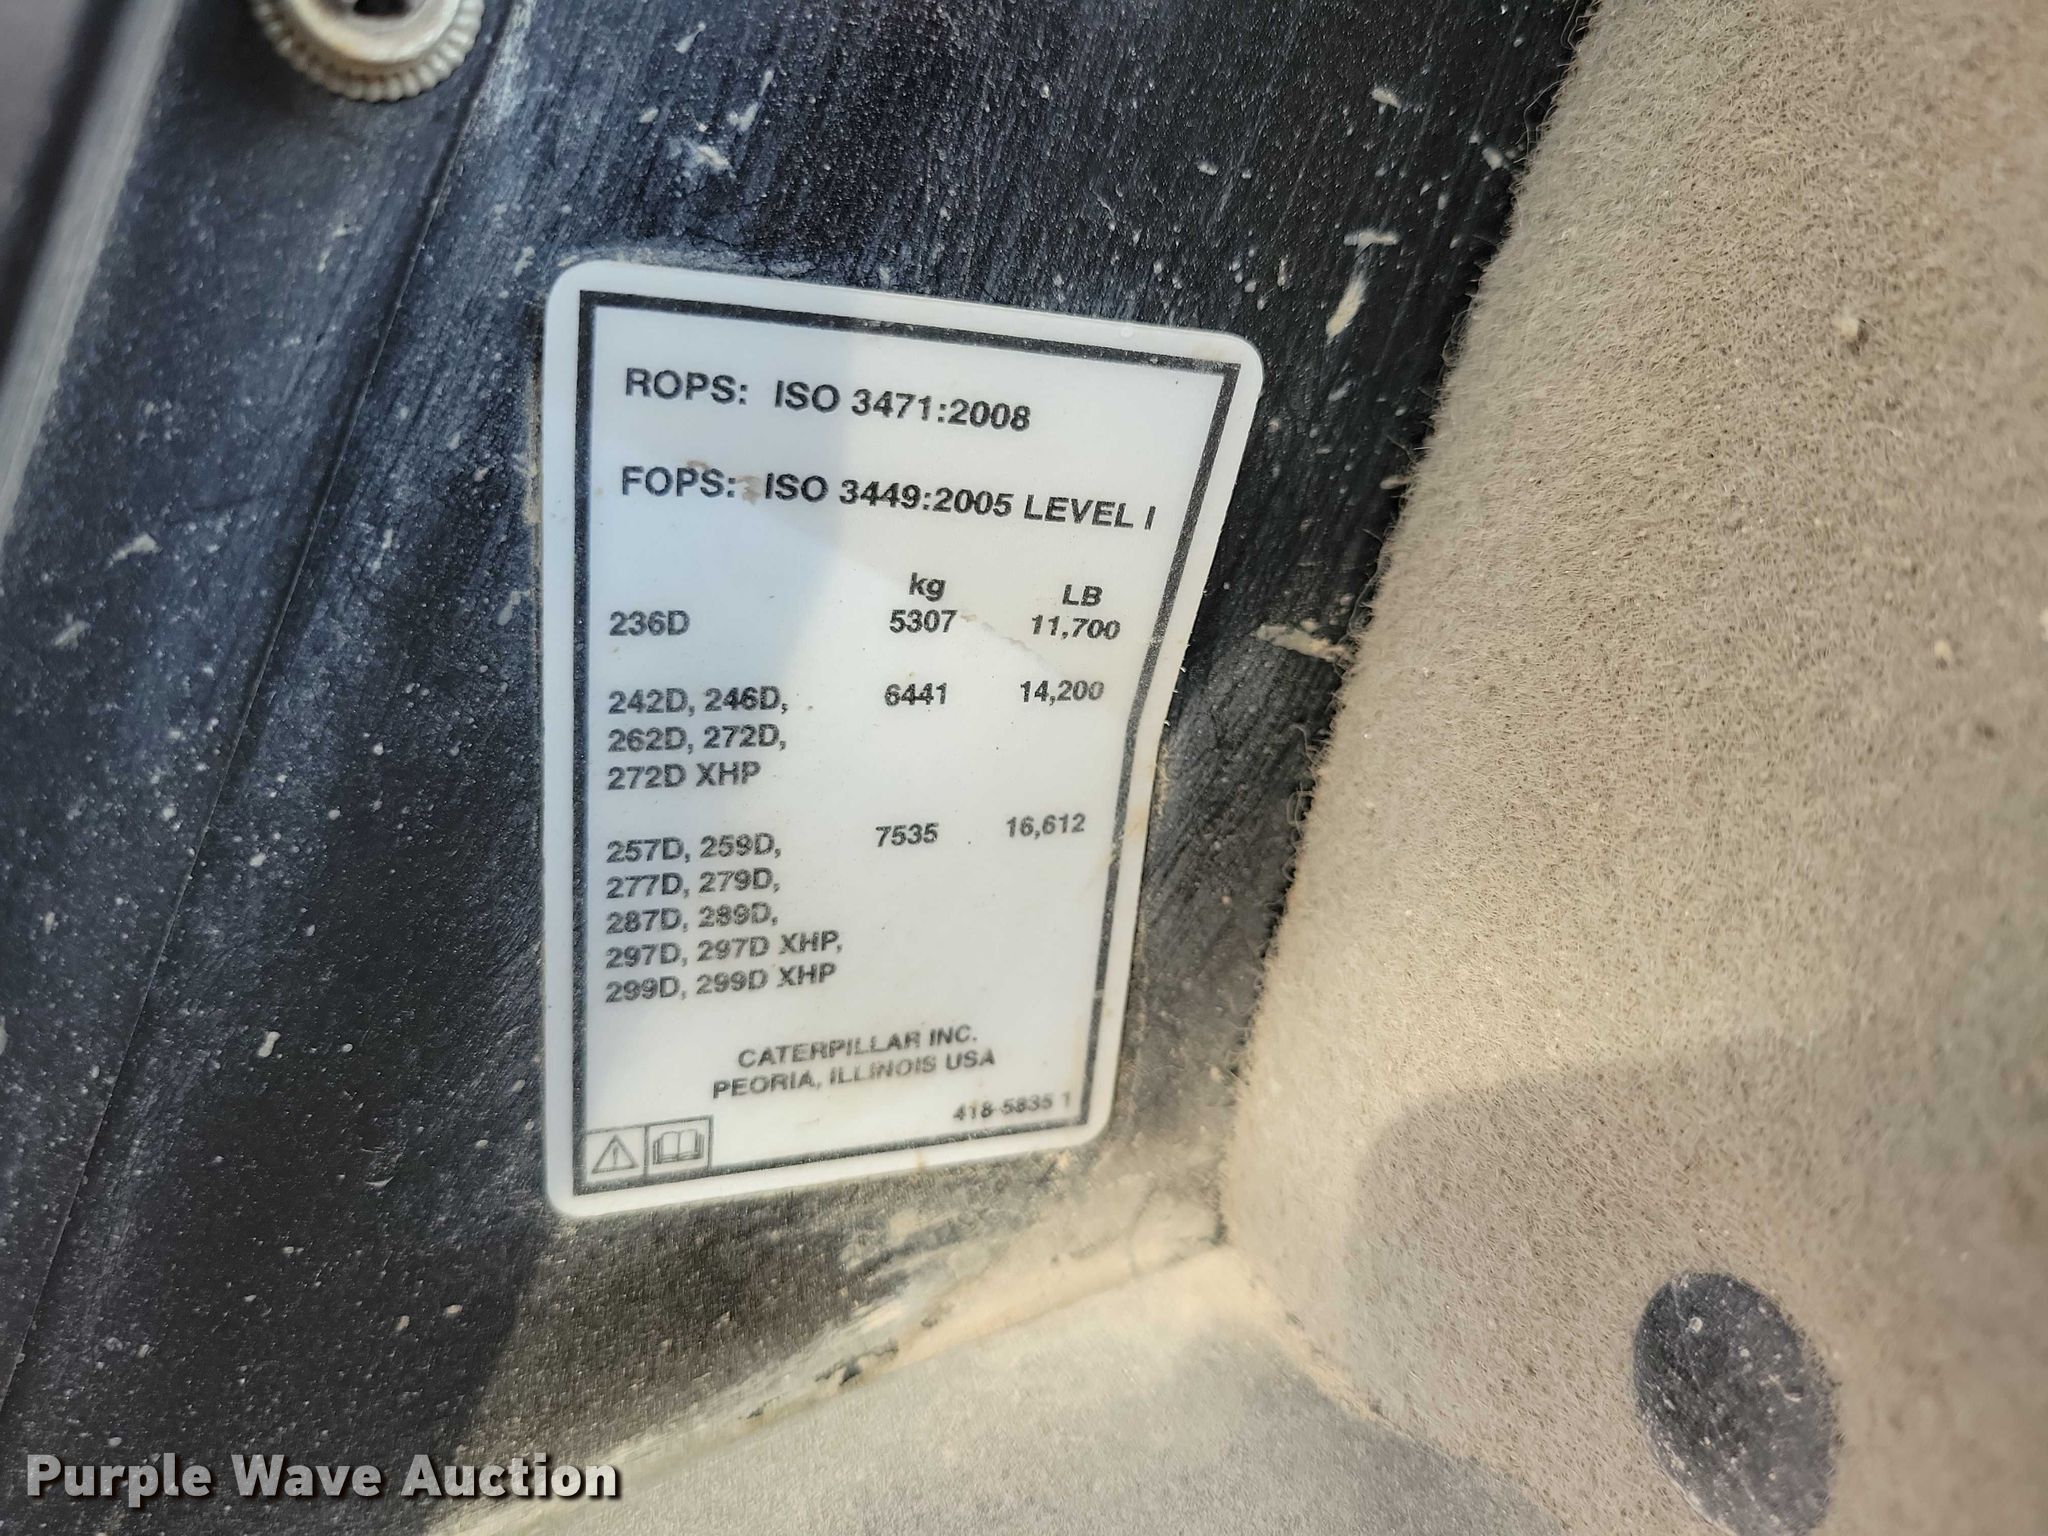 ROPS: ISO 3471:2008
FOPS: ISO 3449:2005 LEVEL I
kg LB
236D 5307 11,700
242D, 246D, 6441 14,200
262D, 272D,
272D XHP
257D, 259D, 7535 16,612
277D, 279D,
287D, 289D,
297D, 297D XHP,
299D, 299D XHP
CATERPILLAR INC.
PEORIA, ILLINOIS USA
418-5835 1
Purple Wave Auction